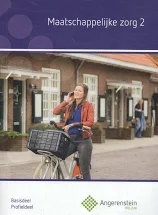 Maatschappelijke zorg 2
Basisdeel
Profieldeel
Angerenstein